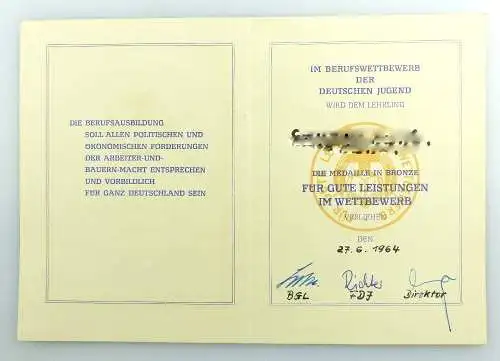 DIE BERUFSAUSBILDUNG
SOLL ALLEN POLITISCHEN UND
ÖKONOMISCHEN FORDERUNGEN
DER ARBEITER-UND-
BAUERN-MACHT ENTSPRECHEN
UND VORBILDLICH
FÜR GANZ DEUTSCHLAND SEIN
IM BERUFSWETTBEWERB
DER
DEUTSCHEN JUGEND
WIRD DEM LEHRLING
DIE MEDAILLE IN BRONZE
FÜR GUTE LEISTUNGEN
IM WETTBEWERB
VERLIEHEN
DEN
27.6.1964
Richter
BGL FDJ Direktor